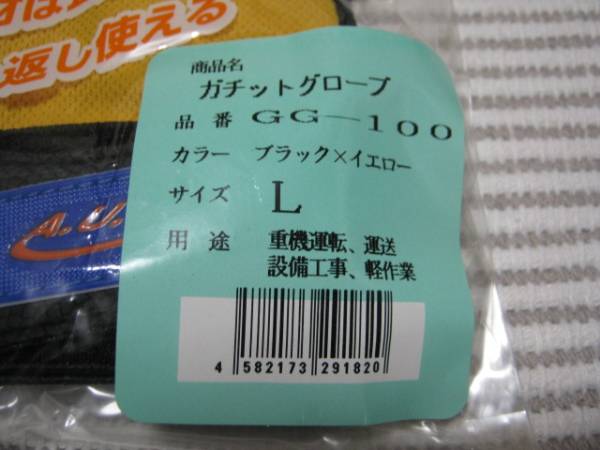 返し使える
商品名
ガチットグローブ
品番 GG-100
カラー ブラック×イエロー
サイズ L
用途 重機運転、運送
設備工事、軽作業
4 582173 291820
A.U.